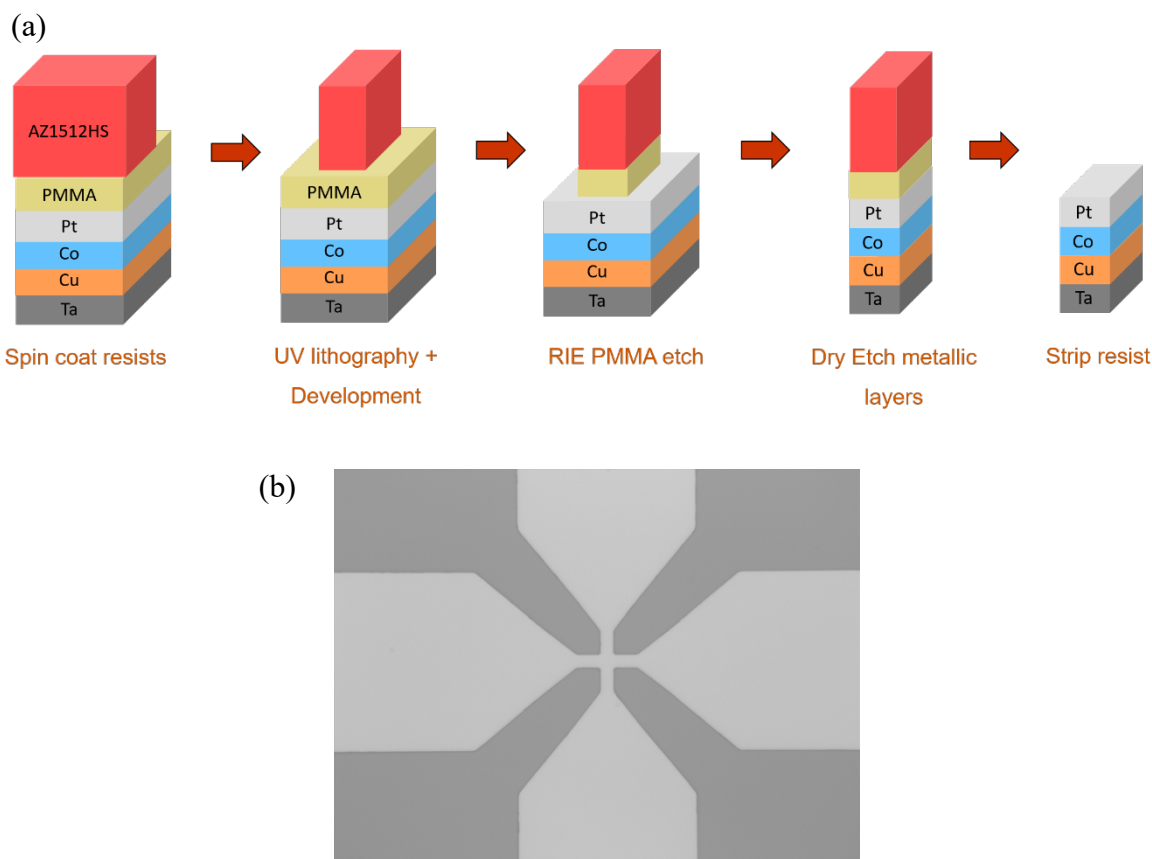 (a)
AZ1512HS
PMMA
Pt
Co
Cu
Ta
PMMA
Pt
Co
Cu
Ta
Pt
Co
Cu
Ta
Pt
Co
Cu
Ta
Pt
Co
Cu
Ta
Spin coat resists
UV lithography +
Development
RIE PMMA etch
Dry Etch metallic
layers
Strip resist
(b)